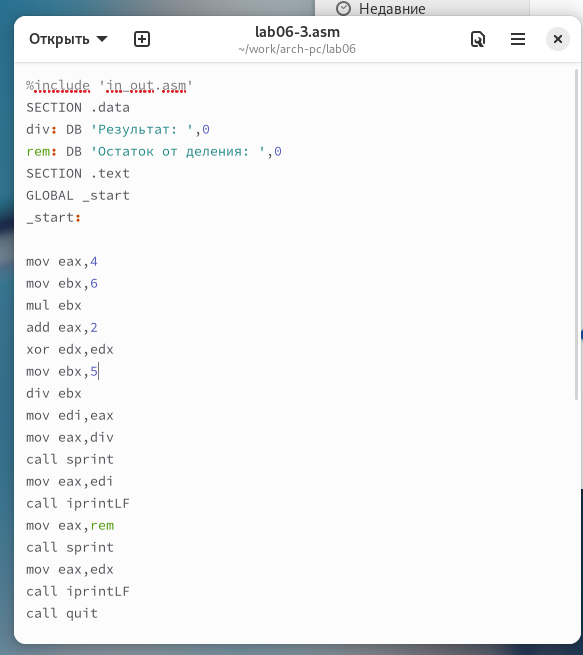 Недавние
Открыть
lab06-3.asm
~/work/arch-pc/lab06
%include 'in_out.asm'
SECTION .data
div: DB 'Результат: ',0
rem: DB 'Остаток от деления: ',0
SECTION .text
GLOBAL _start
_start:
mov eax,4
mov ebx,6
mul ebx
add eax,2
xor edx,edx
mov ebx,5
div ebx
mov edi,eax
mov eax,div
call sprint
mov eax,edi
call iprintLF
mov eax,rem
call sprint
mov eax,edx
call iprintLF
call quit